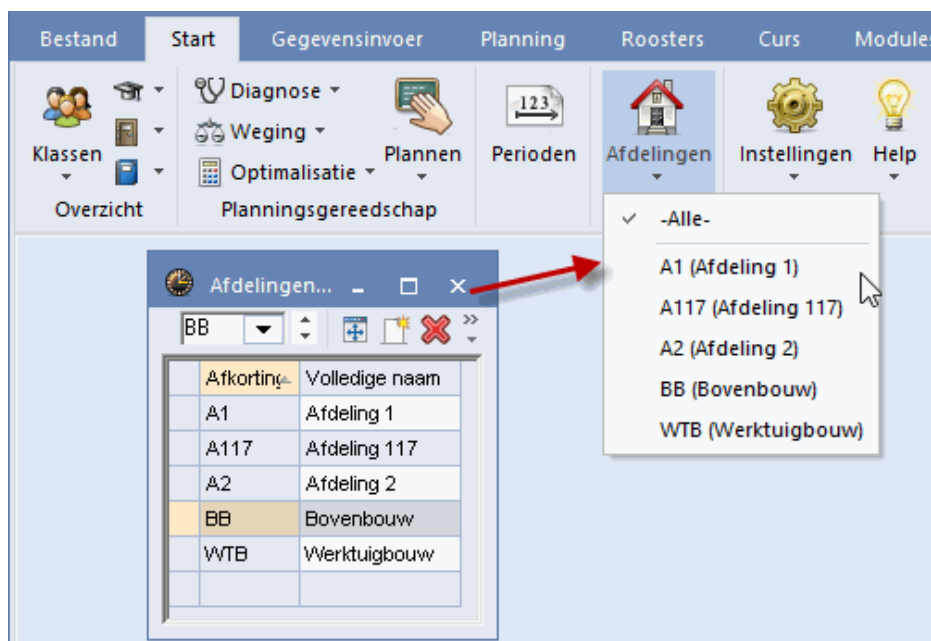 Bestand Start Gegevensinvoer Planning Roosters Curs Modules
Diagnose
Weging
Optimalisatie
Klassen Plannen Perioden Afdelingen Instellingen Help
123
Overzicht Planningsgereedschap
-Alle-
A1 (Afdeling 1)
A117 (Afdeling 117)
A2 (Afdeling 2)
BB (Bovenbouw)
WTB (Werktuigbouw)
Afdelingen...
BB
Afkorting Volledige naam
A1 Afdeling 1
A117 Afdeling 117
A2 Afdeling 2
BB Bovenbouw
WTB Werktuigbouw